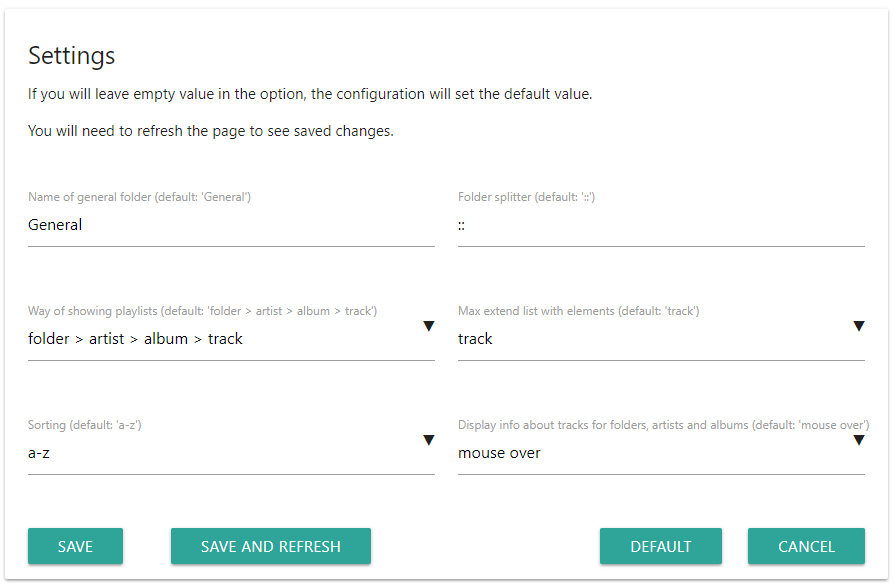 Settings
If you will leave empty value in the option, the configuration will set the default value.
You will need to refresh the page to see saved changes.
Name of general folder (default: 'General')
General
Folder splitter (default: '::')
::
Way of showing playlists (default: 'folder > artist > album > track')
folder > artist > album > track
Max extend list with elements (default: 'track')
track
Sorting (default: 'a-z')
a-z
Display info about tracks for folders, artists and albums (default: 'mouse over')
mouse over
SAVE
SAVE AND REFRESH
DEFAULT
CANCEL